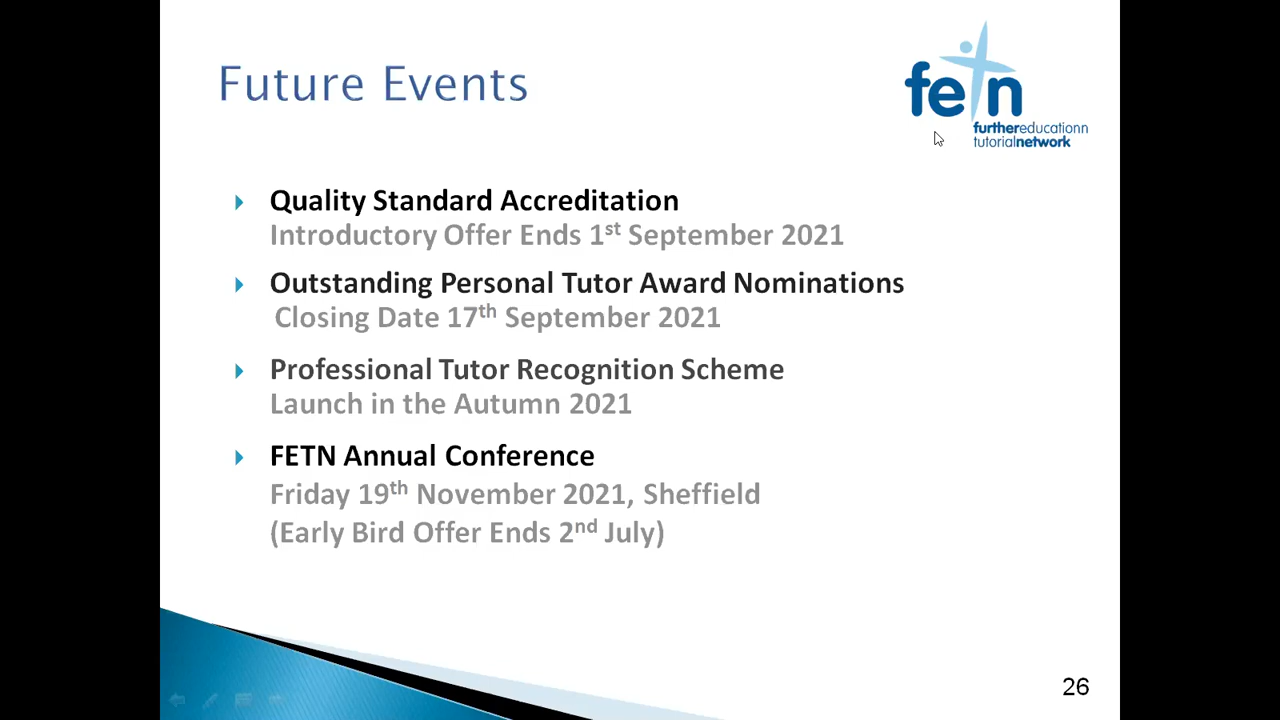 Future Events
fetn
furthereducationn
tutorialnetwork
Quality Standard Accreditation
Introductory Offer Ends 1st September 2021
Outstanding Personal Tutor Award Nominations
Closing Date 17th September 2021
Professional Tutor Recognition Scheme
Launch in the Autumn 2021
FETN Annual Conference
Friday 19th November 2021, Sheffield
(Early Bird Offer Ends 2nd July)
26